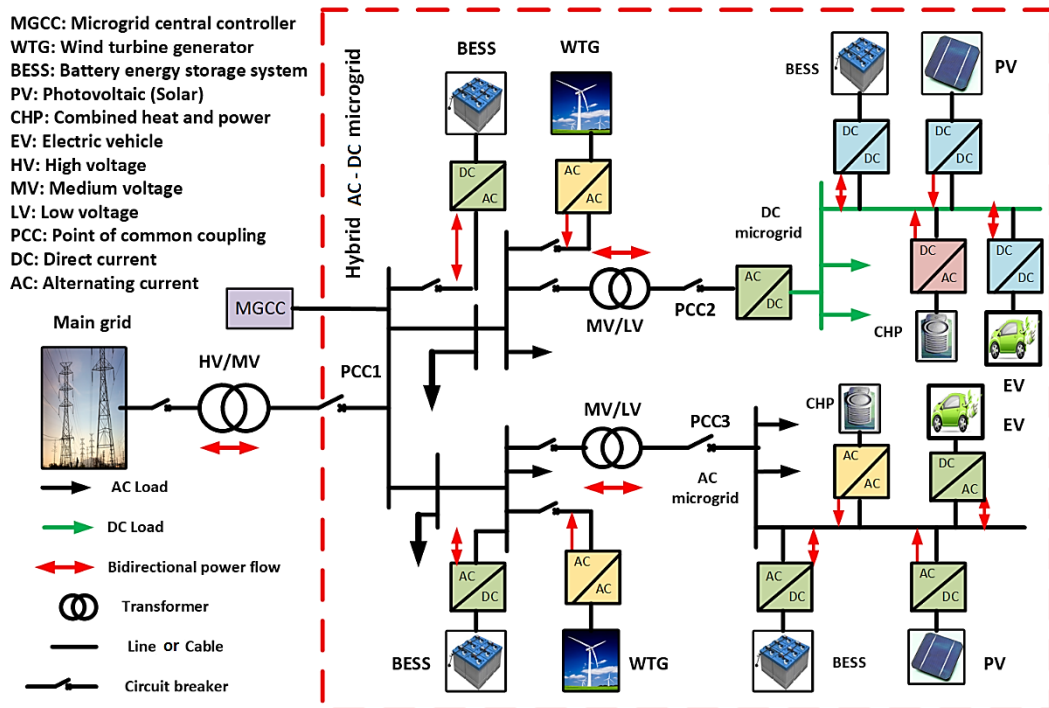 MGCC: Microgrid central controller
WTG: Wind turbine generator
BESS: Battery energy storage system
PV: Photovoltaic (Solar)
CHP: Combined heat and power
EV: Electric vehicle
HV: High voltage
MV: Medium voltage
LV: Low voltage
PCC: Point of common coupling
DC: Direct current
AC: Alternating current
Main grid
HV/MV
PCC1
MGCC
Hybrid AC - DC microgrid
BESS
DC
AC
WTG
AC
AC
MV/LV
PCC2
AC
DC
DC
microgrid
BESS
DC
DC
PV
DC
DC
DC
AC
CHP
DC
DC
EV
MV/LV
PCC3
AC
microgrid
CHP
AC
AC
EV
DC
AC
AC
DC
BESS
AC
AC
WTG
AC
DC
BESS
AC
DC
PV
AC Load
DC Load
Bidirectional power flow
Transformer
Line or Cable
Circuit breaker